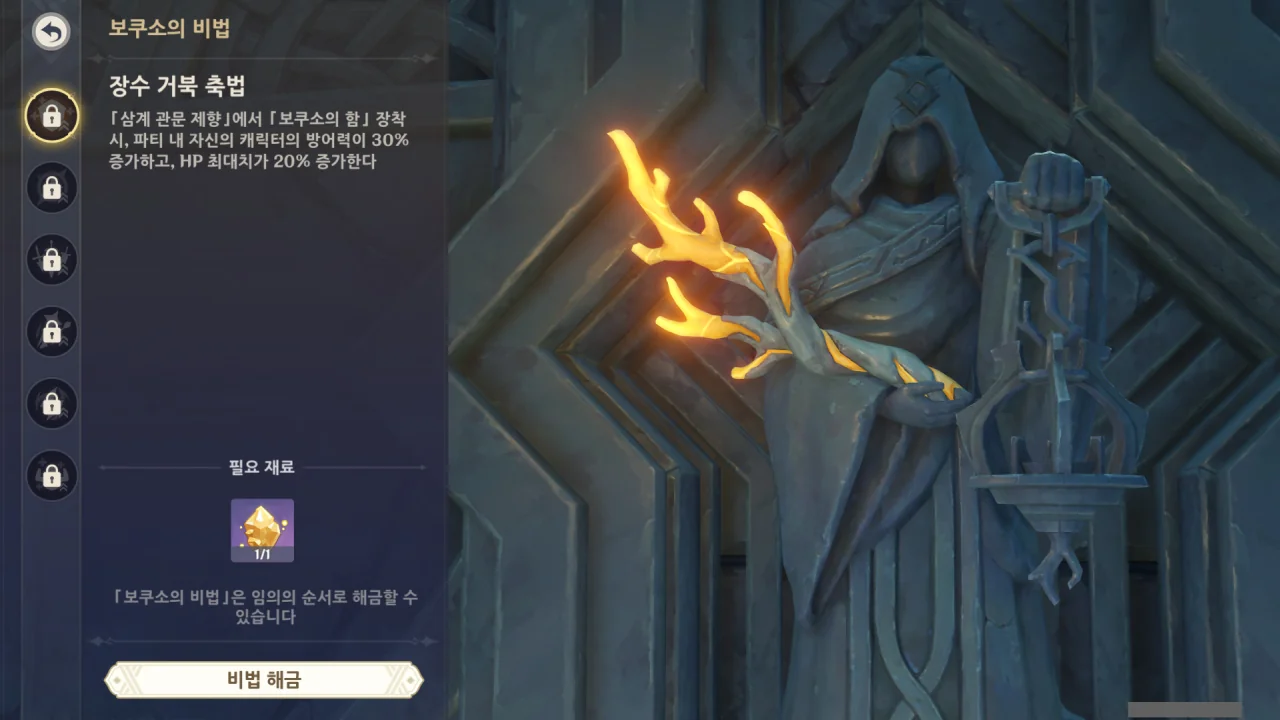 보쿠소의 비법
장수 거북 축법
「삼계 관문 제향」에서 「보쿠소의 함」 장착
시, 파티 내 자신의 캐릭터의 방어력이 30%
증가하고, HP 최대치가 20% 증가한다
필요 재료
1/1
「보쿠소의 비법」은 임의의 순서로 해금할 수
있습니다
비법 해금